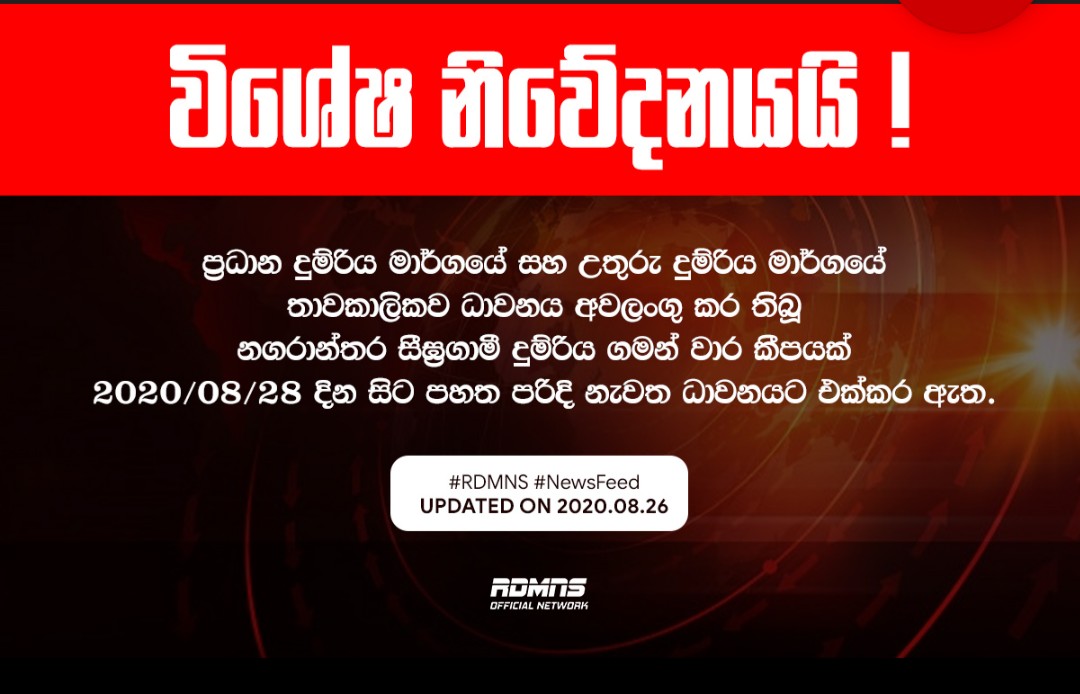 විශේෂ නිවේදනයයි !
ප්‍රධාන දුම්රිය මාර්ගයේ සහ උතුරු දුම්රිය මාර්ගයේ
තාවකාලිකව ධාවනය අවලංගු කර තිබූ
නගරාන්තර සීඝ්‍රගාමී දුම්රිය ගමන් වාර කීපයක්
2020/08/28 දින සිට පහත පරිදි නැවත ධාවනයට එක්කර ඇත.
#RDMNS #NewsFeed
UPDATED ON 2020.08.26
RDMNS
OFFICIAL NETWORK